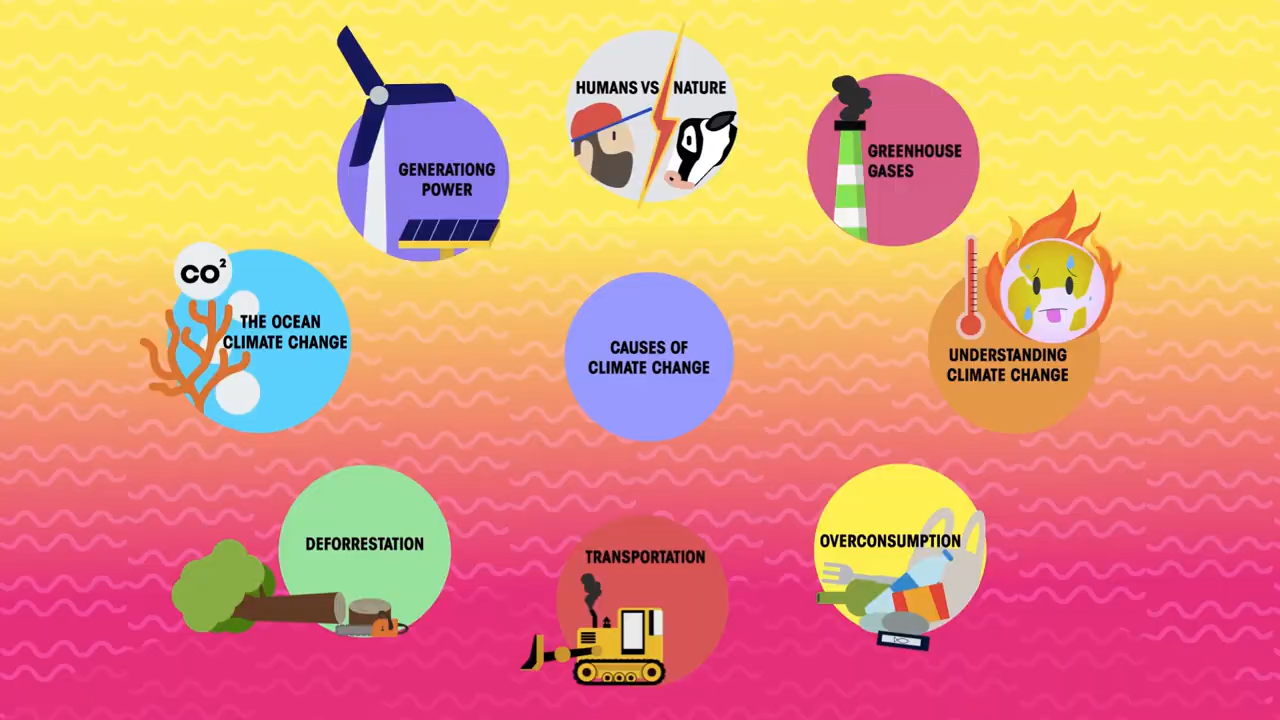 HUMANS VS NATURE
GENERATIONG
POWER
GREENHOUSE
GASES
CO²
THE OCEAN
CLIMATE CHANGE
CAUSES OF
CLIMATE CHANGE
UNDERSTANDING
CLIMATE CHANGE
DEFORRESTATION
TRANSPORTATION
OVERCONSUMPTION